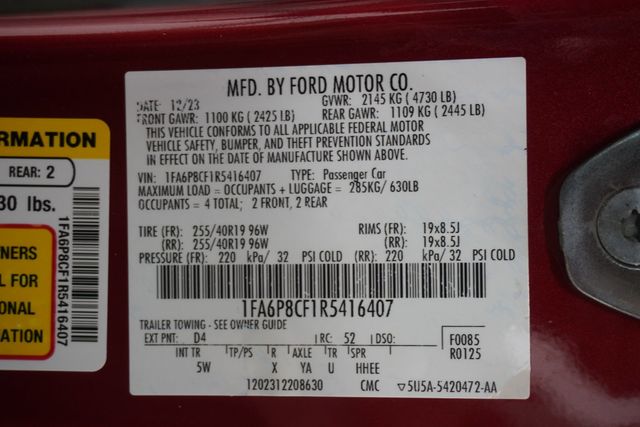 MFD. BY FORD MOTOR CO.
DATE: 12/23 GVWR: 2145 KG ( 4730 LB)
FRONT GAWR: 1100 KG ( 2425 LB) REAR GAWR: 1109 KG ( 2445 LB)
THIS VEHICLE CONFORMS TO ALL APPLICABLE FEDERAL MOTOR
VEHICLE SAFETY, BUMPER, AND THEFT PREVENTION STANDARDS
IN EFFECT ON THE DATE OF MANUFACTURE SHOWN ABOVE.
VIN: 1FA6P8CF1R5416407 TYPE: Passenger Car
MAXIMUM LOAD = OCCUPANTS + LUGGAGE = 285KG/ 630LB
OCCUPANTS = 4 TOTAL; 2 FRONT, 2 REAR
TIRE (FR): 255/40R19 96W RIMS (FR): 19x8.5J
(RR): 255/40R19 96W (RR): 19x8.5J
PRESSURE (FR): 220 kPa/ 32 PSI COLD (RR): 220 kPa/ 32 PSI COLD
1FA6P8CF1R5416407
TRAILER TOWING - SEE OWNER GUIDE
EXT PNT: D4 RC: 52 DSO: F0085
R0125
INT TR TP/PS R AXLE TR SPR
5W X YA U HHEE
1202312208630 CMC 5U5A-5420472-AA
RMATION
REAR: 2
30 lbs.
WNERS
L FOR
ONAL
ATION
1FA6P8CF1R5416407